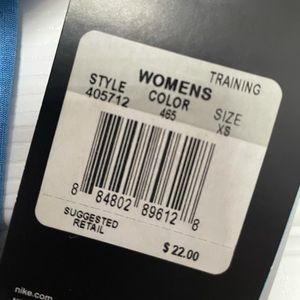 WOMENS TRAINING
STYLE COLOR SIZE
405712 465 XS
8 84802 89612 8
SUGGESTED
RETAIL
$ 22.00
nike.com